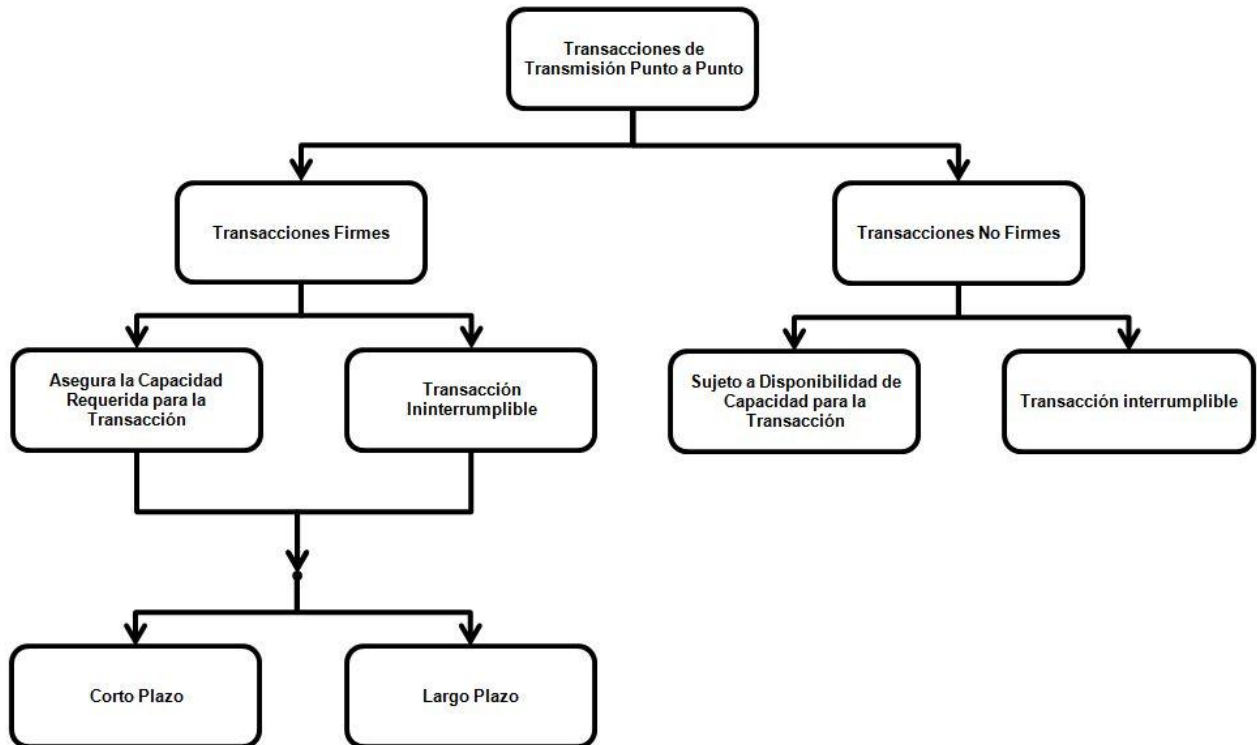 Transacciones de
Transmisión Punto a Punto
Transacciones Firmes
Transacciones No Firmes
Asegura la Capacidad
Requerida para la
Transacción
Transacción
Ininterrumplible
Sujeto a Disponibilidad de
Capacidad para la
Transacción
Transacción interrumplible
Corto Plazo
Largo Plazo